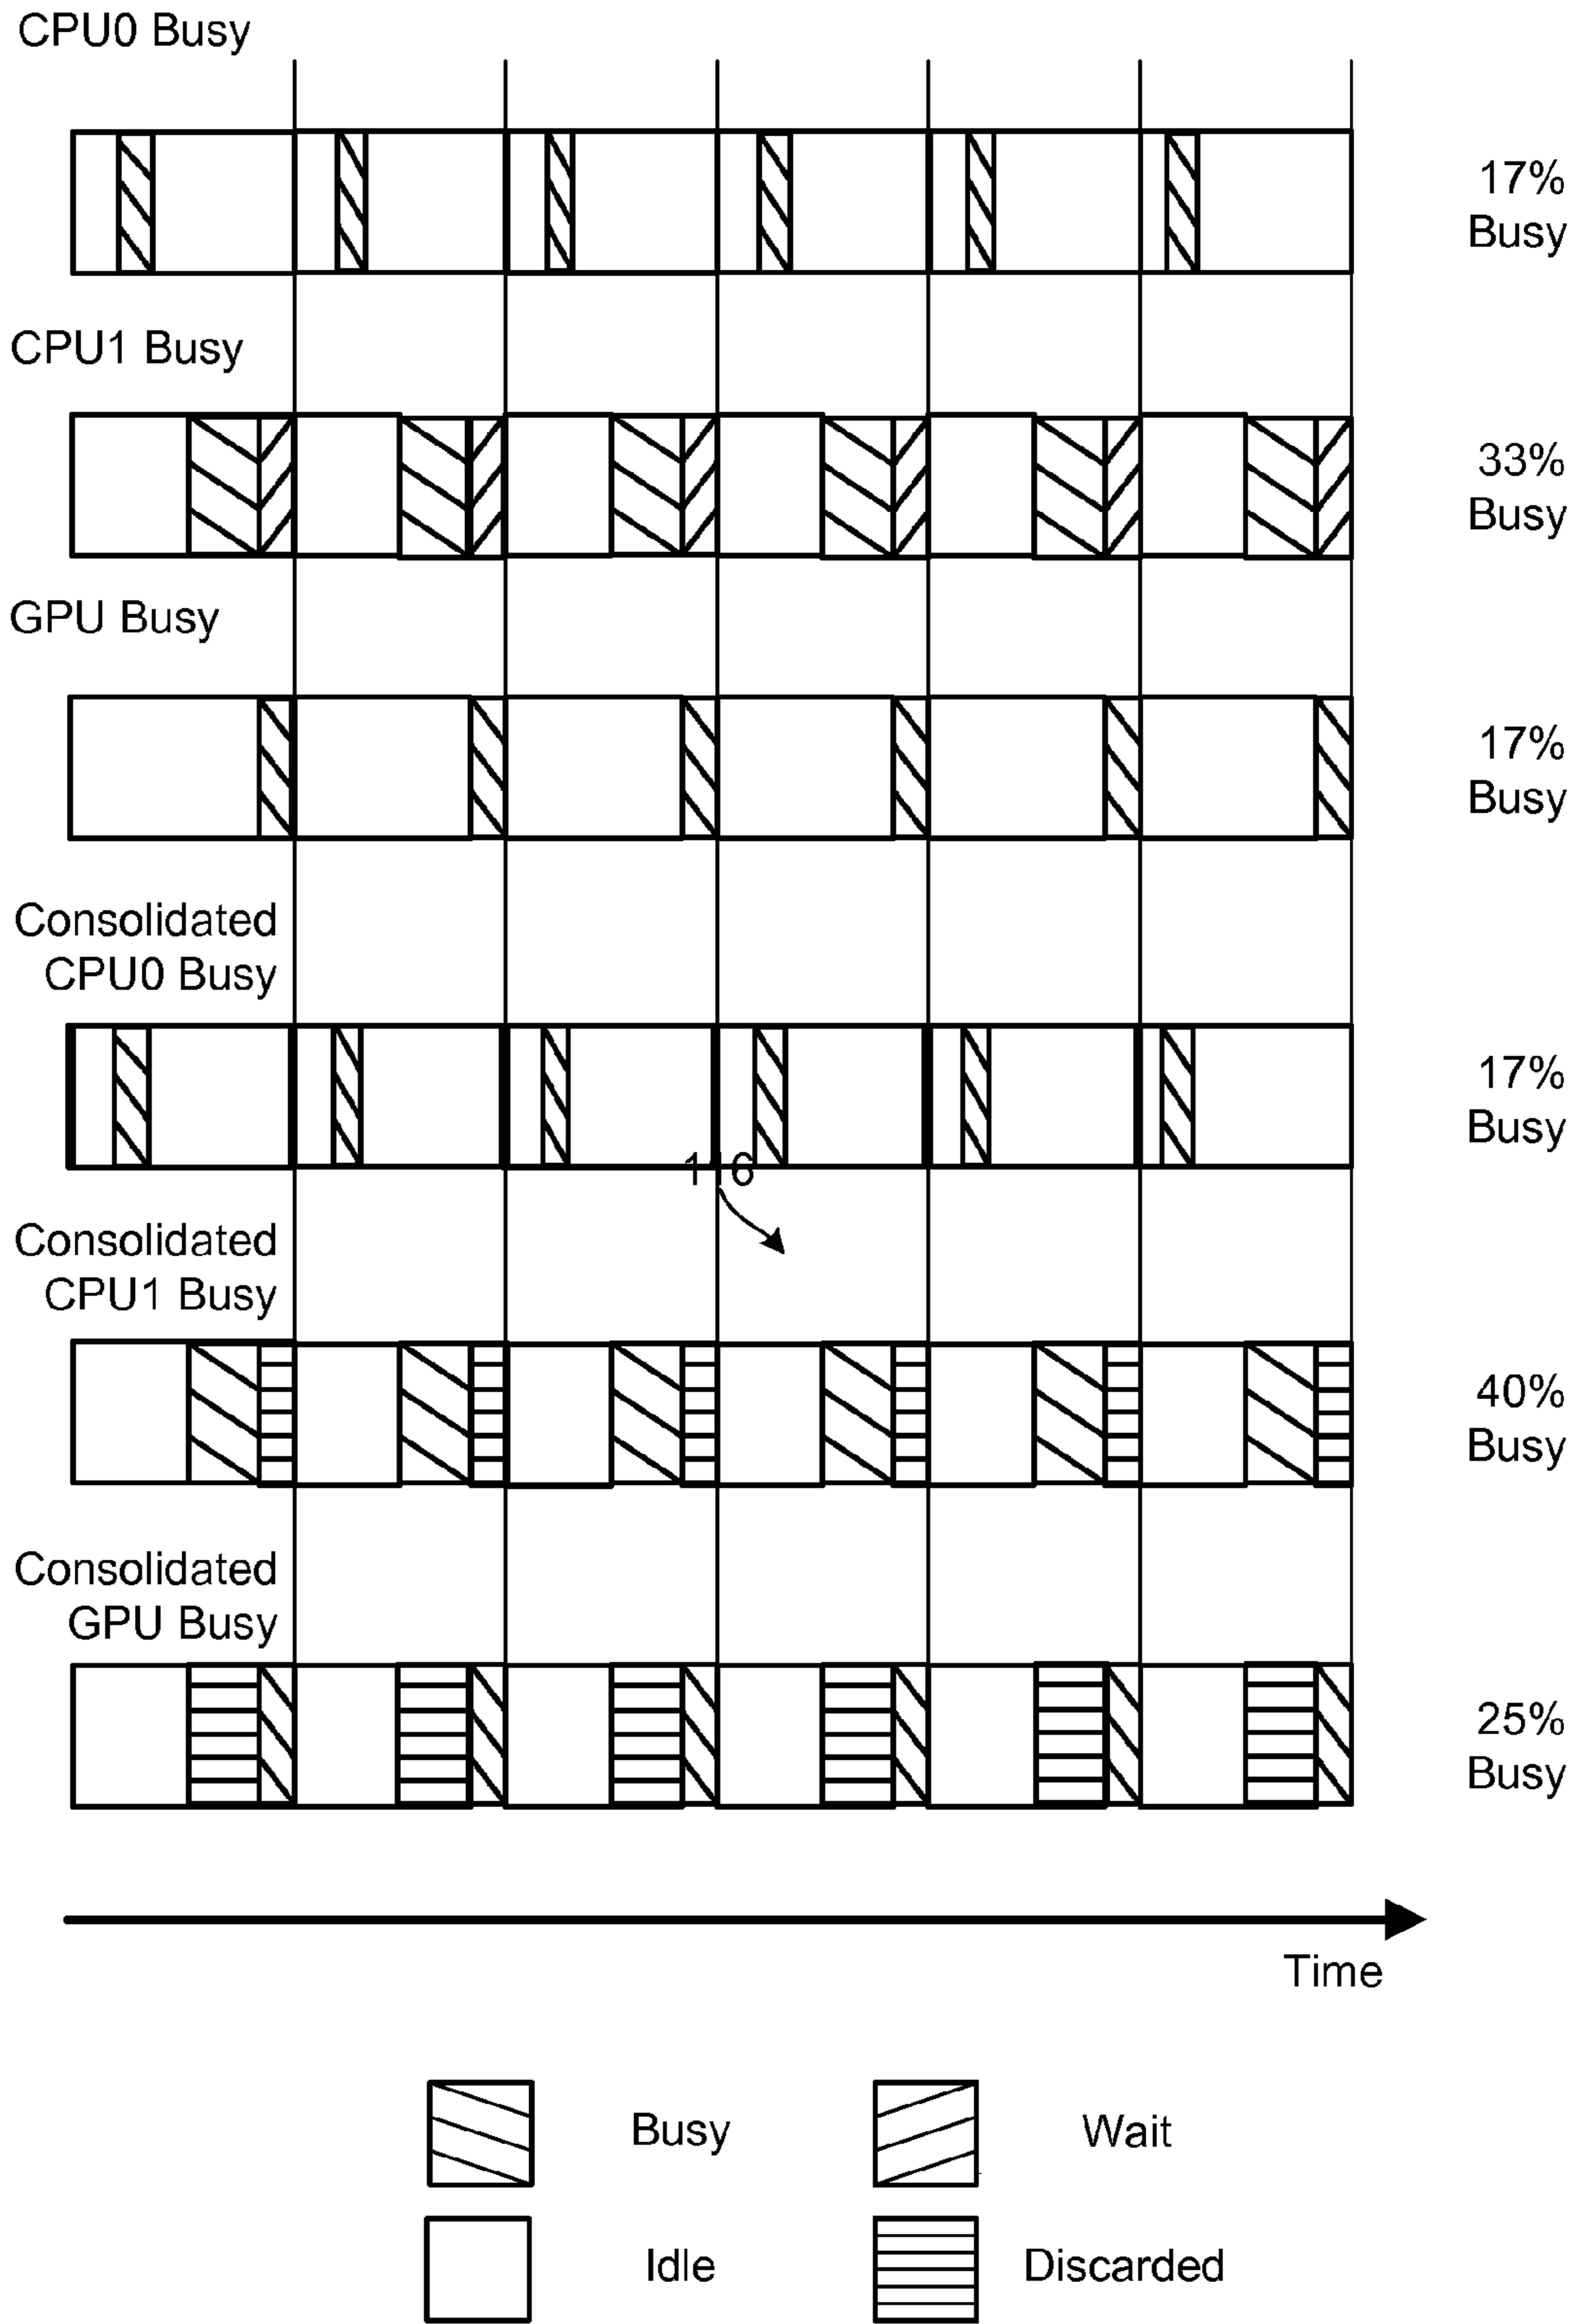 CPU0 Busy
17%
Busy
CPU1 Busy
33%
Busy
GPU Busy
17%
Busy
Consolidated
CPU0 Busy
17%
Busy
116
Consolidated
CPU1 Busy
40%
Busy
Consolidated
GPU Busy
25%
Busy
Time
Busy
Wait
Idle
Discarded